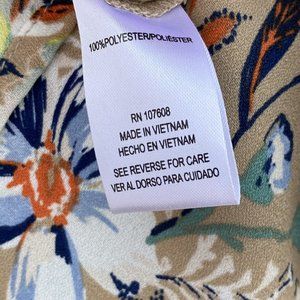 100%POLYESTER/POLIÉSTER
RN 107608
MADE IN VIETNAM
HECHO EN VIETNAM
SEE REVERSE FOR CARE
VER AL DORSO PARA CUIDADO